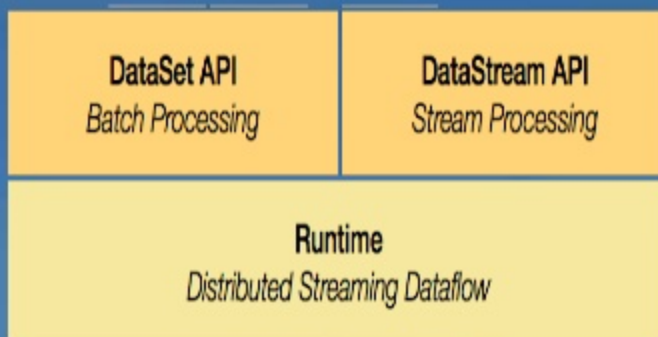 DataSet API
Batch Processing
DataStream API
Stream Processing
Runtime
Distributed Streaming Dataflow